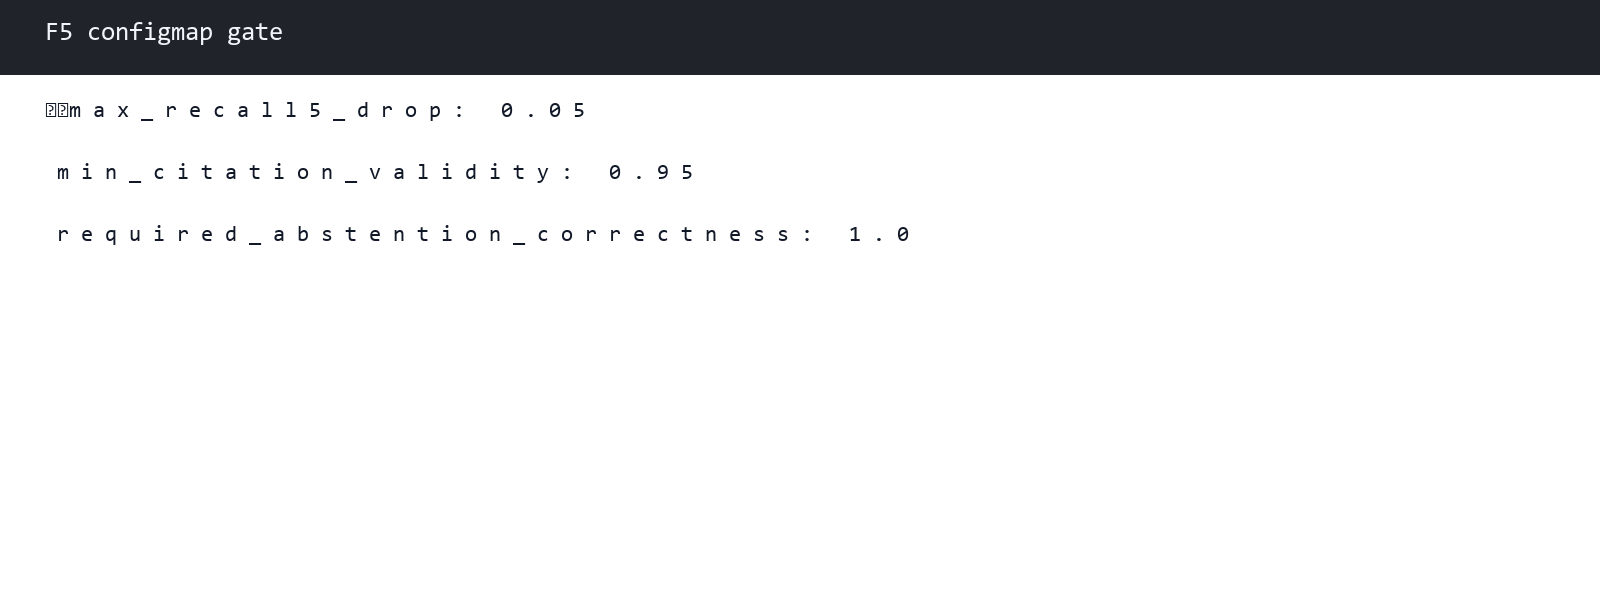 F5 configmap gate
��max_recall5_drop: 0.05
min_citation_validity: 0.95
required_abstention_correctness: 1.0